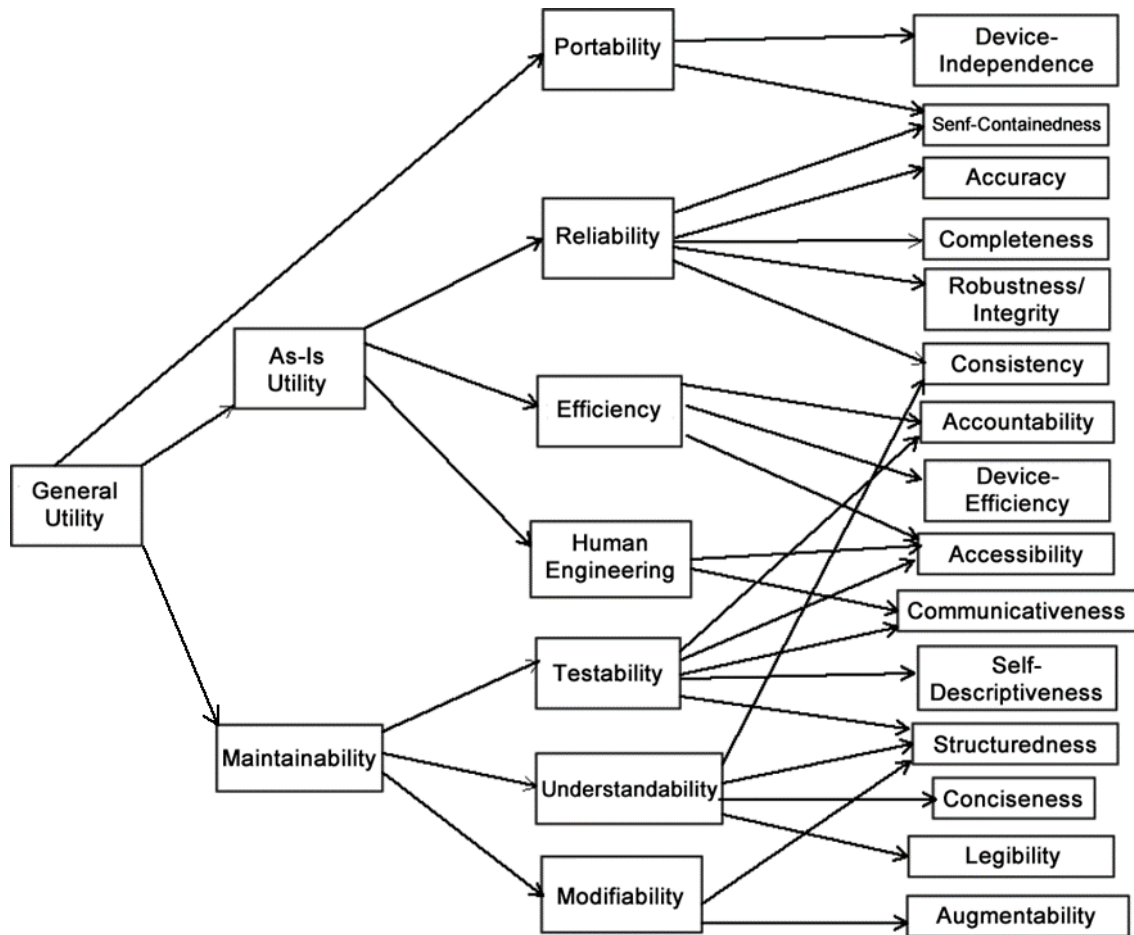 Portability
Device-
Independence
Senf-Containedness
Accuracy
Reliability
Completeness
Robustness/
Integrity
As-Is
Utility
Consistency
Efficiency
Accountability
General
Utility
Device-
Efficiency
Human
Engineering
Accessibility
Communicativeness
Testability
Self-
Descriptiveness
Maintainability
Structuredness
Understandability
Conciseness
Legibility
Modifiability
Augmentability